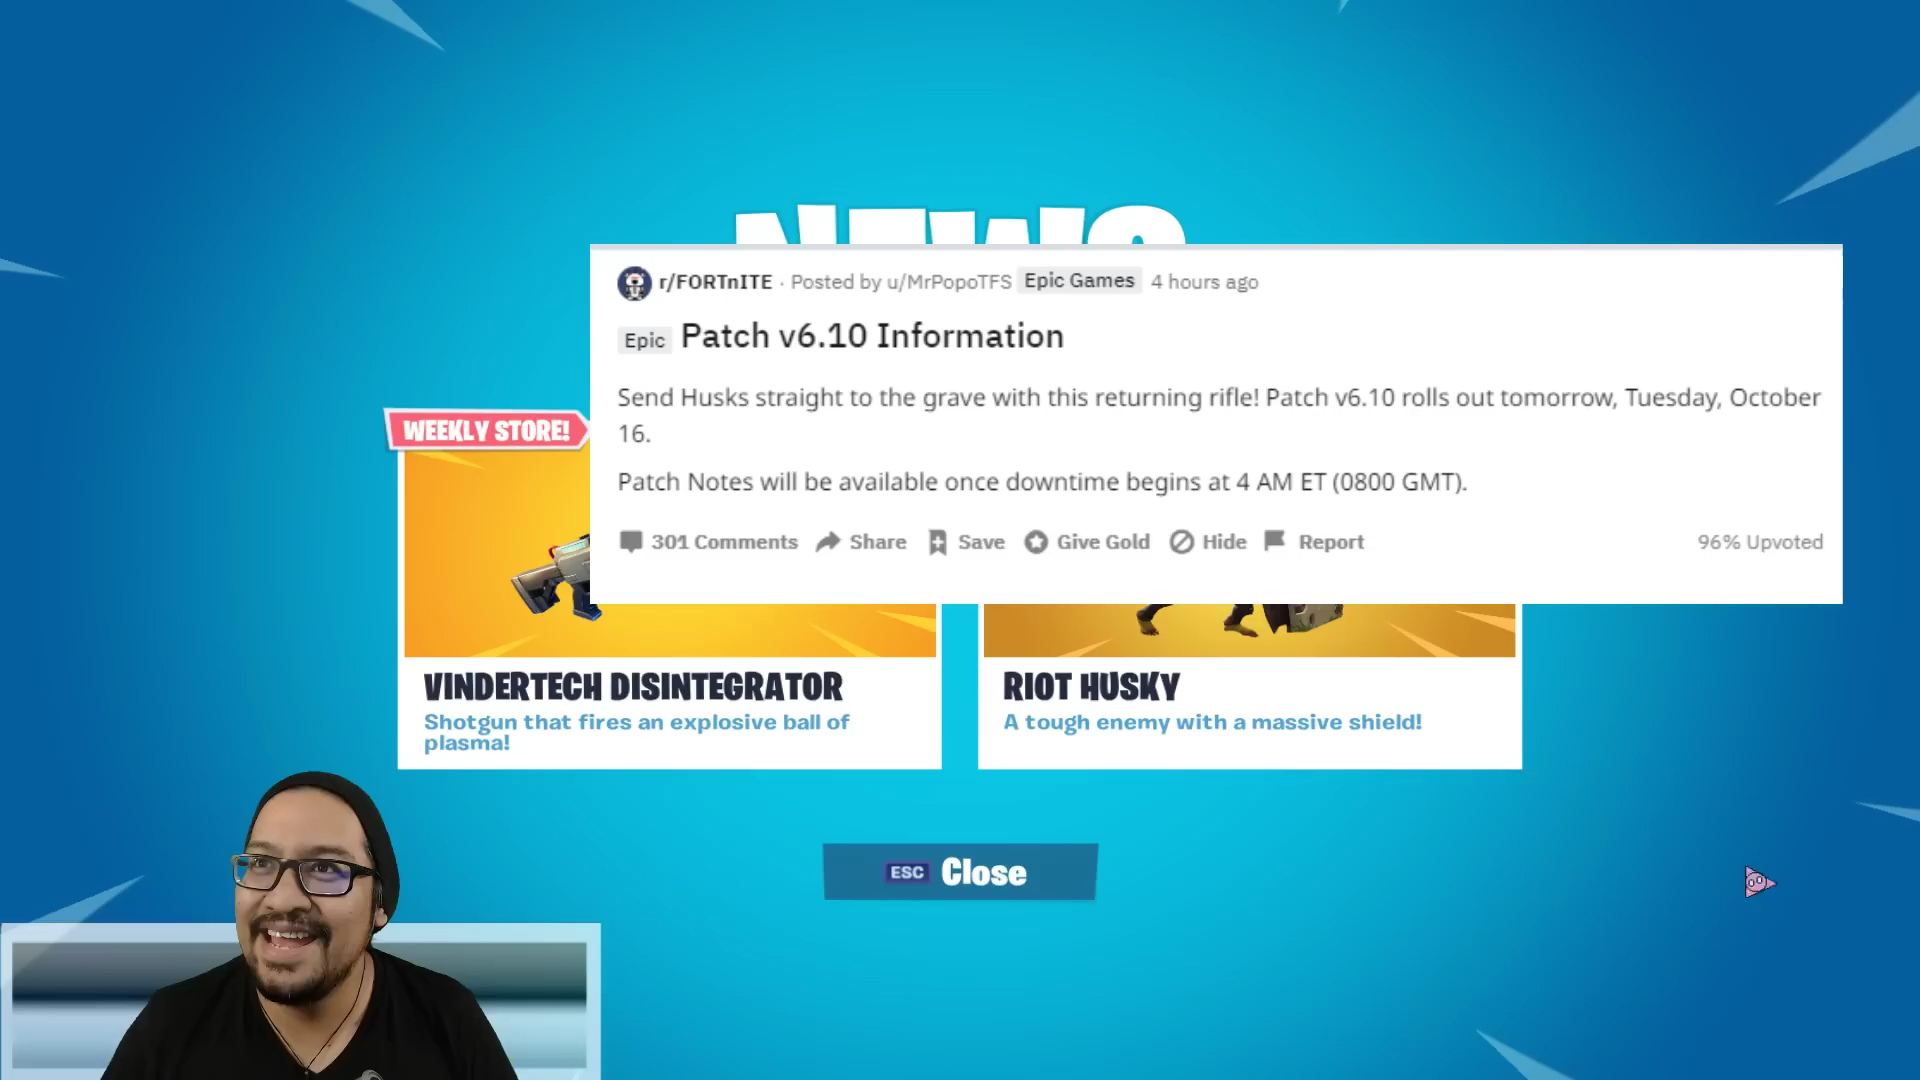 NEWS
r/FORTnITE · Posted by u/MrPopoTFS Epic Games 4 hours ago
Epic Patch v6.10 Information
Send Husks straight to the grave with this returning rifle! Patch v6.10 rolls out tomorrow, Tuesday, October
16.
Patch Notes will be available once downtime begins at 4 AM ET (0800 GMT).
301 Comments Share Save Give Gold Hide Report 96% Upvoted
WEEKLY STORE!
VINDERTECH DISINTEGRATOR
Shotgun that fires an explosive ball of
plasma!
RIOT HUSKY
A tough enemy with a massive shield!
ESC Close